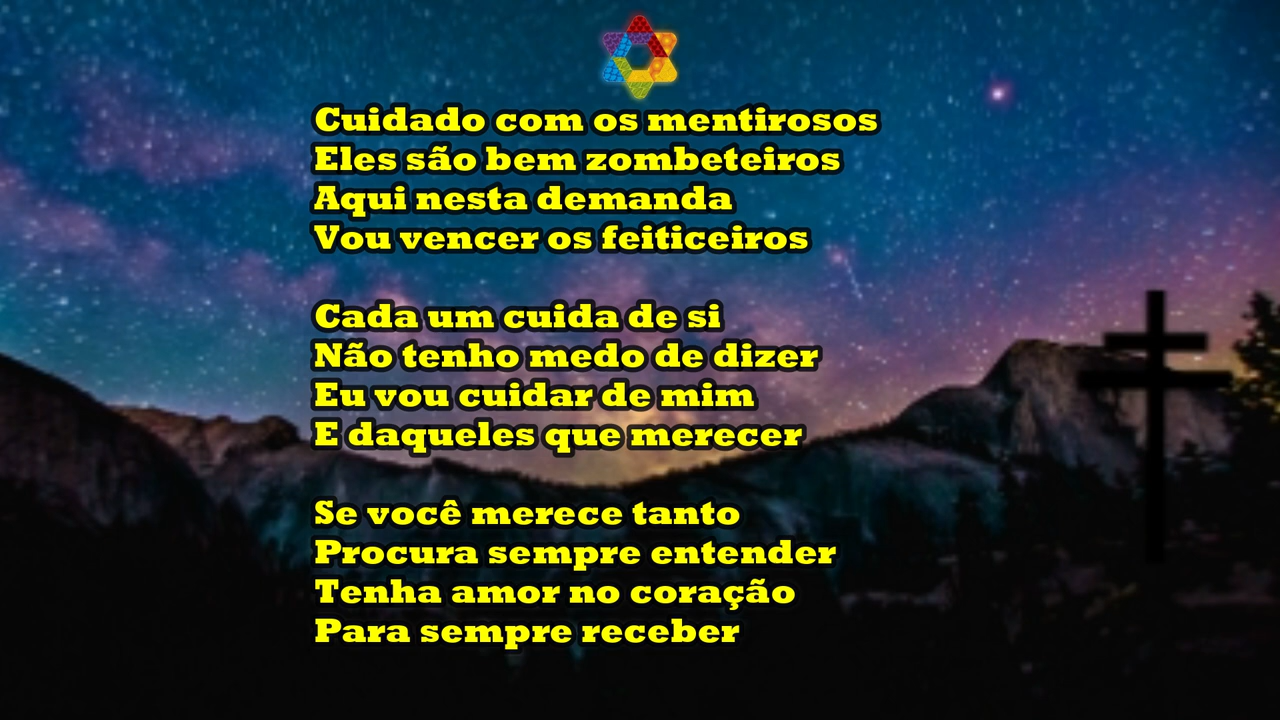 Cuidado com os mentirosos
Eles são bem zombeteiros
Aqui nesta demanda
Vou vencer os feiticeiros
Cada um cuida de si
Não tenho medo de dizer
Eu vou cuidar de mim
E daqueles que merecer
Se você merece tanto
Procura sempre entender
Tenha amor no coração
Para sempre receber